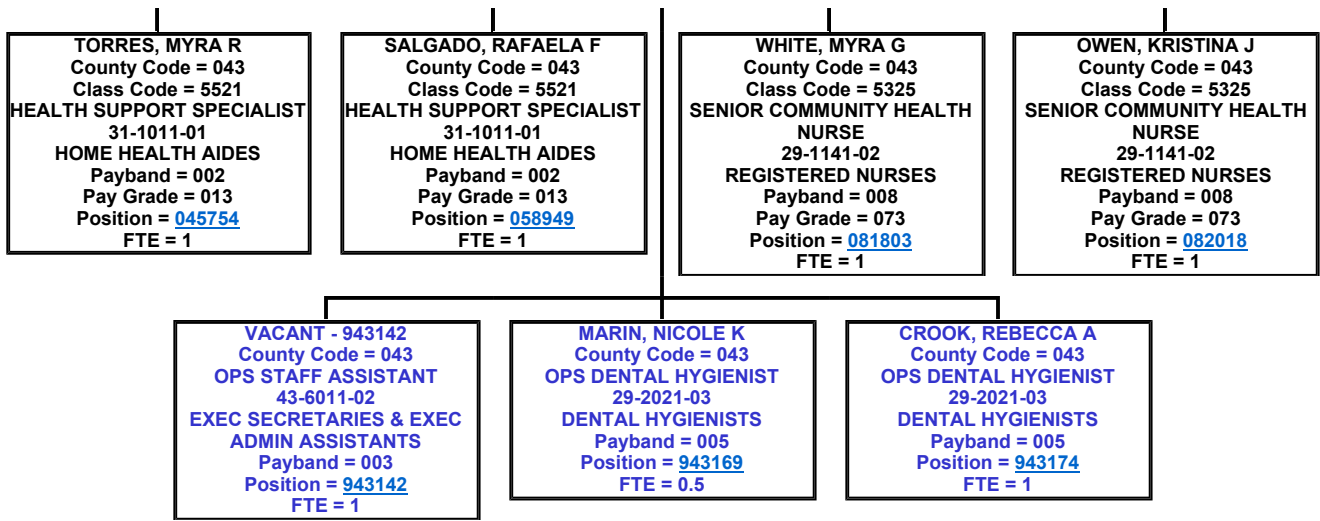 TORRES, MYRA R
County Code = 043
Class Code = 5521
HEALTH SUPPORT SPECIALIST
31-1011-01
HOME HEALTH AIDES
Payband = 002
Pay Grade = 013
Position = 045754
FTE = 1
SALGADO, RAFAELA F
County Code = 043
Class Code = 5521
HEALTH SUPPORT SPECIALIST
31-1011-01
HOME HEALTH AIDES
Payband = 002
Pay Grade = 013
Position = 058949
FTE = 1
WHITE, MYRA G
County Code = 043
Class Code = 5325
SENIOR COMMUNITY HEALTH
NURSE
29-1141-02
REGISTERED NURSES
Payband = 008
Pay Grade = 073
Position = 081803
FTE = 1
OWEN, KRISTINA J
County Code = 043
Class Code = 5325
SENIOR COMMUNITY HEALTH
NURSE
29-1141-02
REGISTERED NURSES
Payband = 008
Pay Grade = 073
Position = 082018
FTE = 1
VACANT - 943142
County Code = 043
OPS STAFF ASSISTANT
43-6011-02
EXEC SECRETARIES & EXEC
ADMIN ASSISTANTS
Payband = 003
Position = 943142
FTE = 1
MARIN, NICOLE K
County Code = 043
OPS DENTAL HYGIENIST
29-2021-03
DENTAL HYGIENISTS
Payband = 005
Position = 943169
FTE = 0.5
CROOK, REBECCA A
County Code = 043
OPS DENTAL HYGIENIST
29-2021-03
DENTAL HYGIENISTS
Payband = 005
Position = 943174
FTE = 1